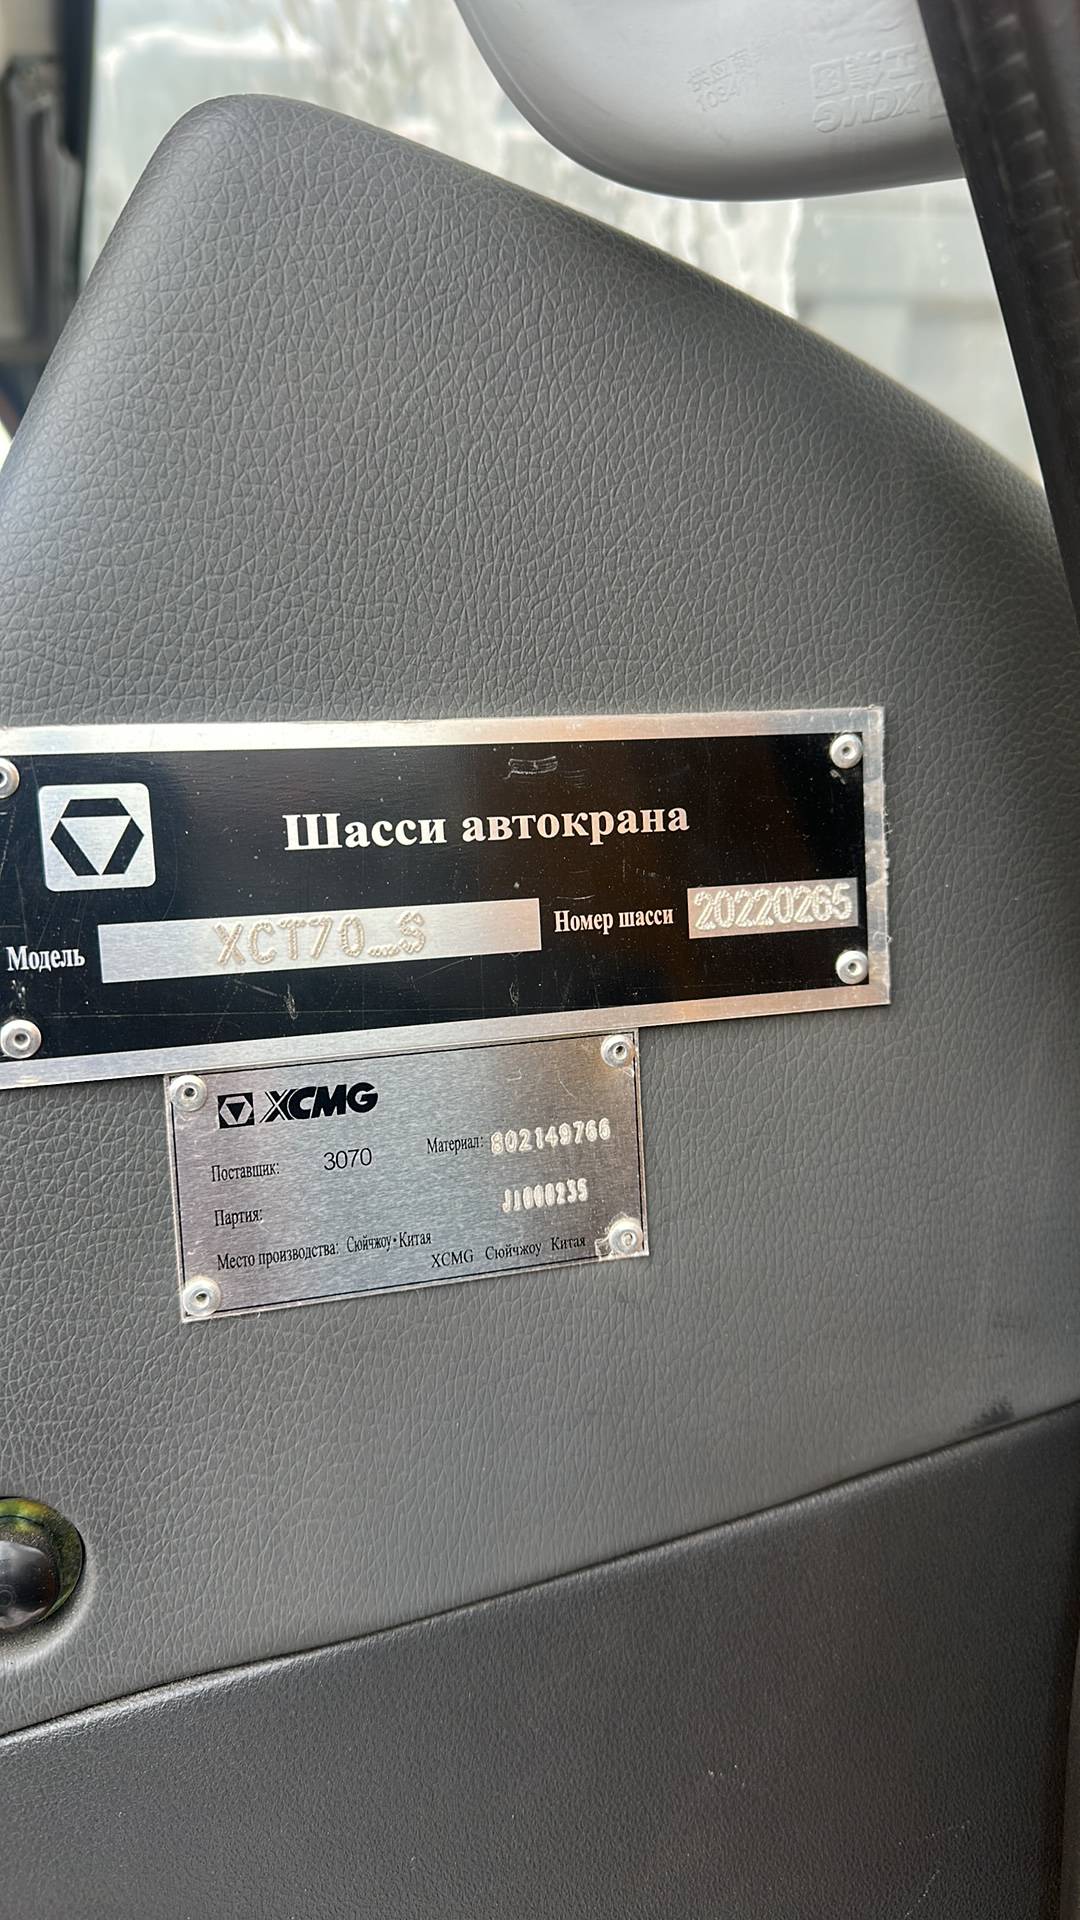 Шасси автокрана
Модель XCT70_S Номер шасси 20220265
XCMG
Поставщик: 3070 Материал: 802149766
Партия: J1000235
Место производства: Сюйчжоу·Китая
XCMG Сюйчжоу Китая